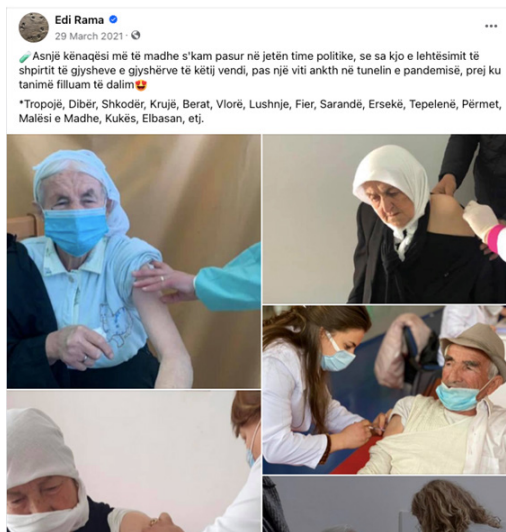 Edi Rama
29 March 2021 ·
🧪Asnjë kënaqësi më të madhe s'kam pasur në jetën time politike, se sa kjo e lehtësimit të
shpirtit të gjysheve e gjyshërve të këtij vendi, pas një viti ankth në tunelin e pandemisë, prej ku
tanimë filluam të dalim🤩
*Tropojë, Dibër, Shkodër, Krujë, Berat, Vlorë, Lushnje, Fier, Sarandë, Ersekë, Tepelenë, Përmet,
Malësi e Madhe, Kukës, Elbasan, etj.